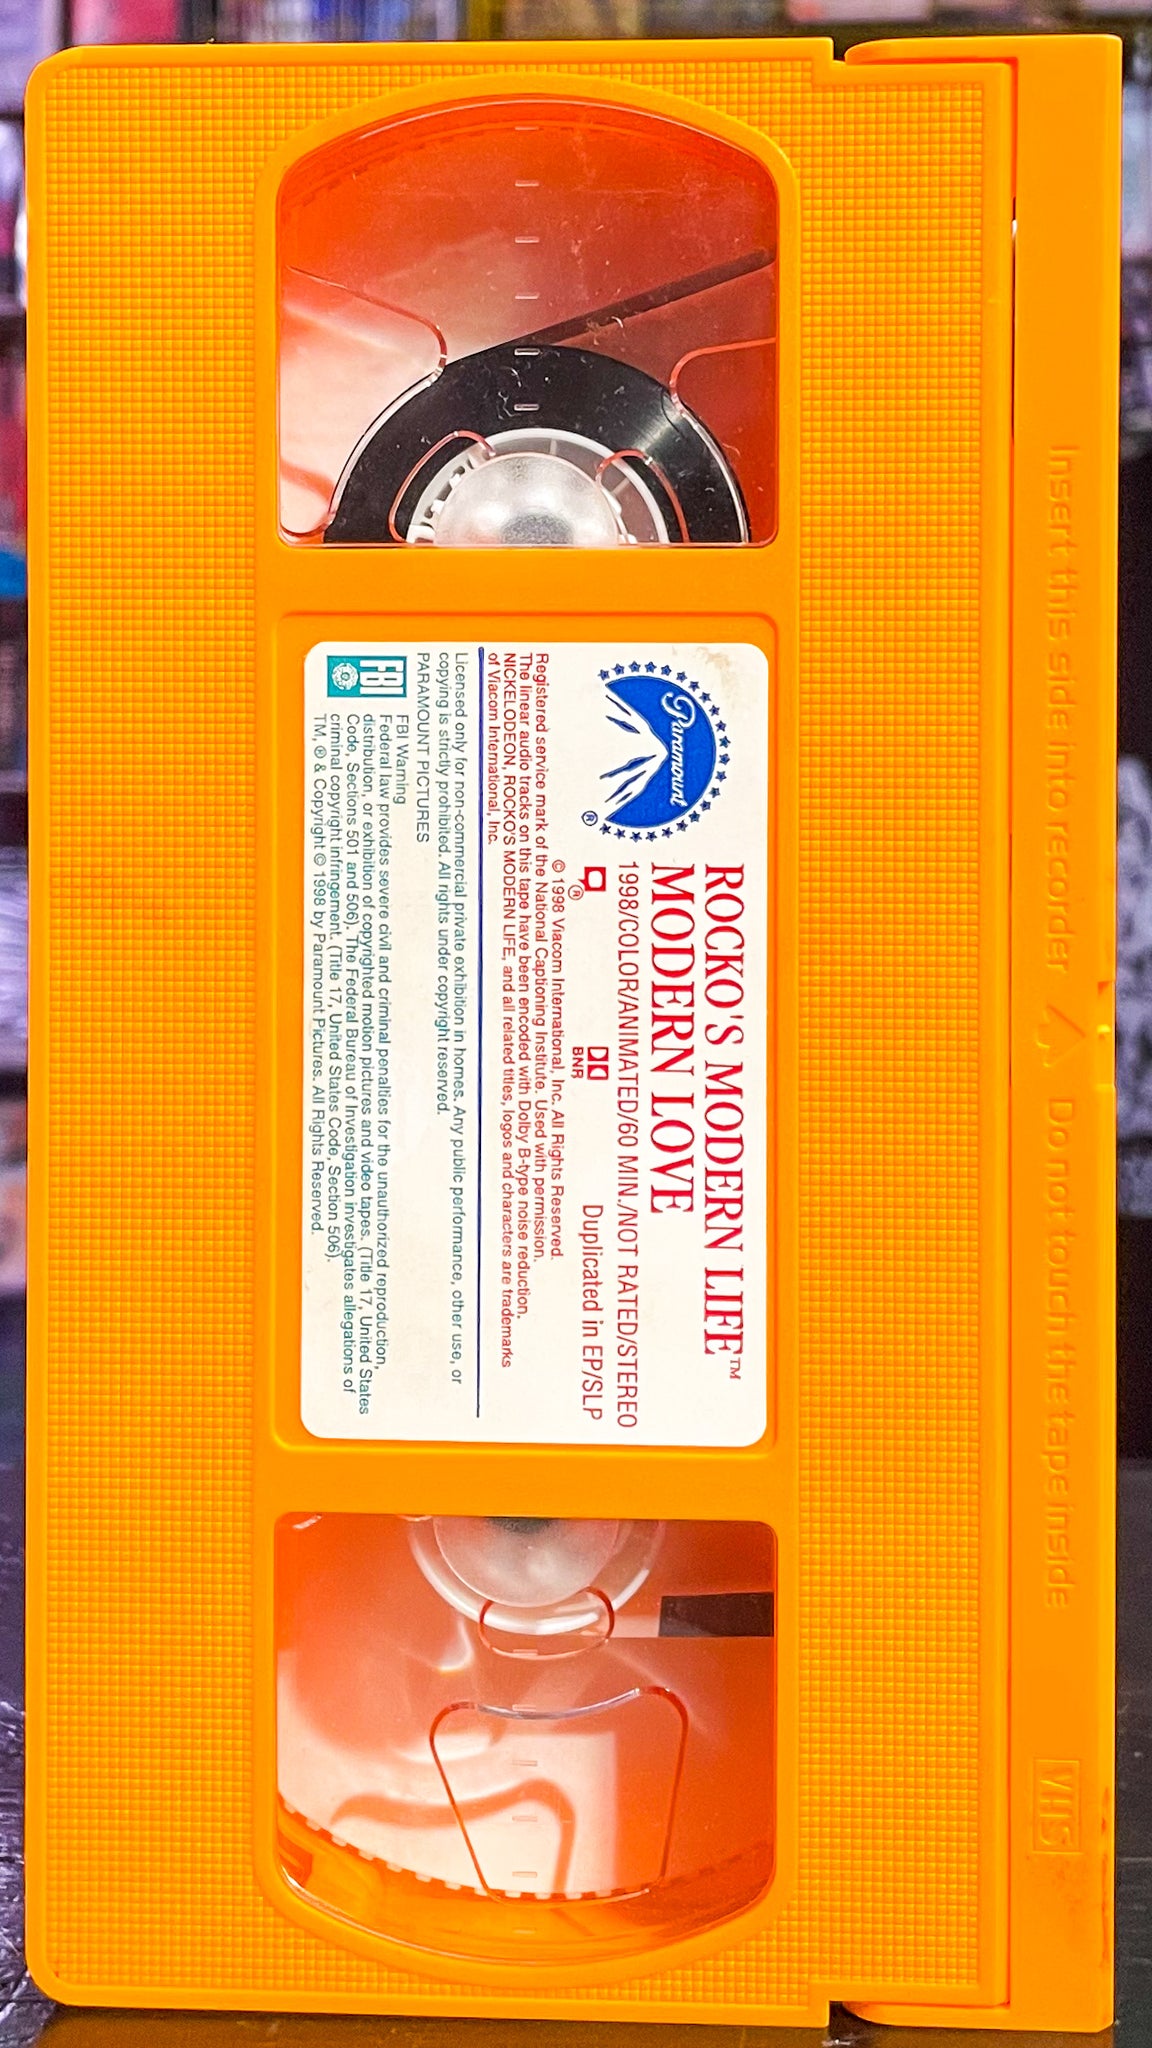 Insert this side into recorder △ Do not touch the tape inside
VHS
Paramount
®
ROCKO'S MODERN LIFE™
MODERN LOVE
1998/COLOR/ANIMATED/60 MIN./NOT RATED/STEREO
® BNR Duplicated in EP/SLP
© 1998 Viacom International, Inc. All Rights Reserved.
Registered service mark of the National Captioning Institute. Used with permission.
The linear audio tracks on this tape have been encoded with Dolby B-type noise reduction.
NICKELODEON, ROCKO'S MODERN LIFE, and all related titles, logos and characters are trademarks
of Viacom International, Inc.
Licensed only for non-commercial private exhibition in homes. Any public performance, other use, or
copying is strictly prohibited. All rights under copyright reserved.
PARAMOUNT PICTURES
FBI
FBI Warning
Federal law provides severe civil and criminal penalties for the unauthorized reproduction,
distribution, or exhibition of copyrighted motion pictures and video tapes. (Title 17, United States
Code, Sections 501 and 506). The Federal Bureau of Investigation investigates allegations of
criminal copyright infringement. (Title 17, United States Code, Section 506).
TM, ® & Copyright © 1998 by Paramount Pictures. All Rights Reserved.